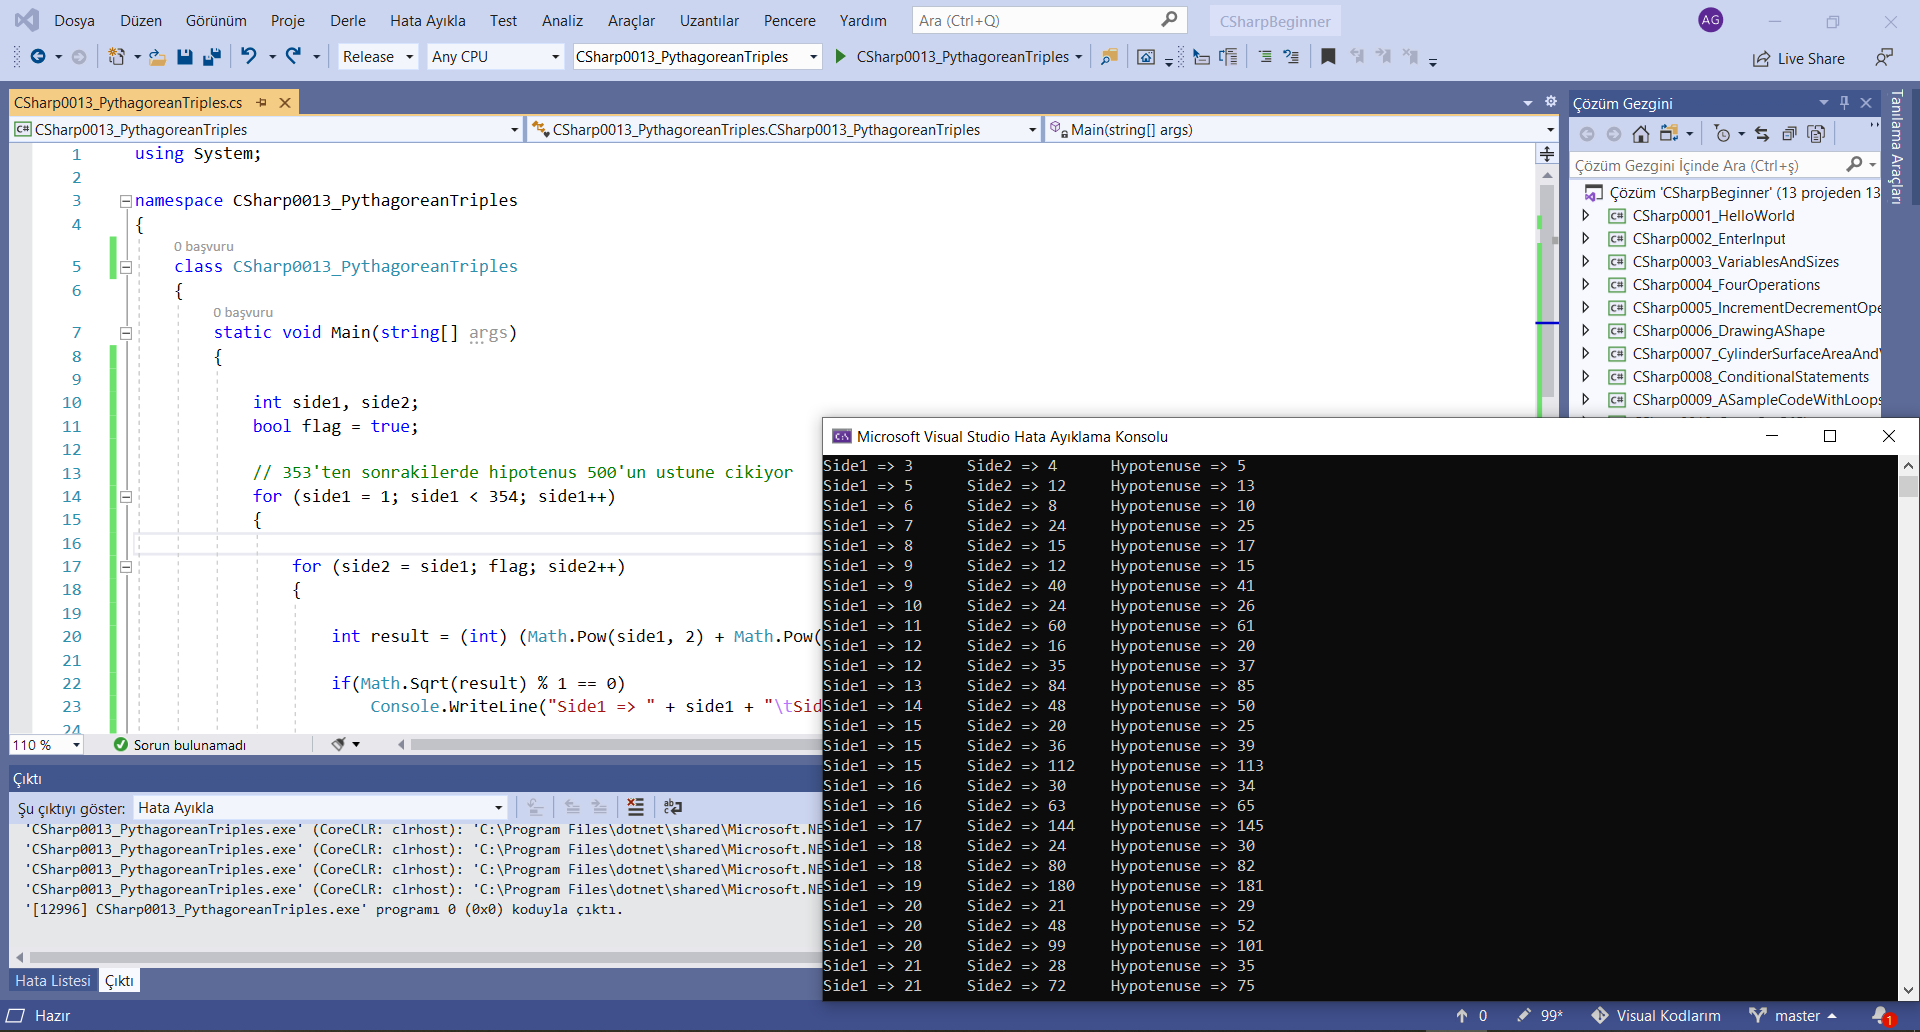 Dosya Düzen Görünüm Proje Derle Hata Ayıkla Test Analiz Araçlar Uzantılar Pencere Yardım Ara (Ctrl+Q) CSharpBeginner AG
Release Any CPU CSharp0013_PythagoreanTriples CSharp0013_PythagoreanTriples Live Share
CSharp0013_PythagoreanTriples.cs
C# CSharp0013_PythagoreanTriples CSharp0013_PythagoreanTriples.CSharp0013_PythagoreanTriples Main(string[] args)
1 using System;
2
3 namespace CSharp0013_PythagoreanTriples
4 {
0 başvuru
5 class CSharp0013_PythagoreanTriples
6 {
0 başvuru
7 static void Main(string[] args)
8 {
9
10 int side1, side2;
11 bool flag = true;
12
13 // 353'ten sonrakilerde hipotenus 500'un ustune cikiyor
14 for (side1 = 1; side1 < 354; side1++)
15 {
16
17 for (side2 = side1; flag; side2++)
18 {
19
20 int result = (int) (Math.Pow(side1, 2) + Math.Pow(
21
22 if(Math.Sqrt(result) % 1 == 0)
23 Console.WriteLine("Side1 => " + side1 + "\tSid
24
110 % Sorun bulunamadı
Çıktı
Şu çıktıyı göster: Hata Ayıkla
'CSharp0013_PythagoreanTriples.exe' (CoreCLR: clrhost): 'C:\Program Files\dotnet\shared\Microsoft.NE
'CSharp0013_PythagoreanTriples.exe' (CoreCLR: clrhost): 'C:\Program Files\dotnet\shared\Microsoft.NE
'CSharp0013_PythagoreanTriples.exe' (CoreCLR: clrhost): 'C:\Program Files\dotnet\shared\Microsoft.NE
'CSharp0013_PythagoreanTriples.exe' (CoreCLR: clrhost): 'C:\Program Files\dotnet\shared\Microsoft.NE
'[12996] CSharp0013_PythagoreanTriples.exe' programı 0 (0x0) koduyla çıktı.
Hata Listesi Çıktı
Çözüm Gezgini
Çözüm Gezgini İçinde Ara (Ctrl+ş)
Çözüm 'CSharpBeginner' (13 projeden 13
C# CSharp0001_HelloWorld
C# CSharp0002_EnterInput
C# CSharp0003_VariablesAndSizes
C# CSharp0004_FourOperations
C# CSharp0005_IncrementDecrementOpe
C# CSharp0006_DrawingAShape
C# CSharp0007_CylinderSurfaceAreaAndV
C# CSharp0008_ConditionalStatements
C# CSharp0009_ASampleCodeWithLoops
Tanılama Araçları
C:\ Microsoft Visual Studio Hata Ayıklama Konsolu
Side1 => 3 Side2 => 4 Hypotenuse => 5
Side1 => 5 Side2 => 12 Hypotenuse => 13
Side1 => 6 Side2 => 8 Hypotenuse => 10
Side1 => 7 Side2 => 24 Hypotenuse => 25
Side1 => 8 Side2 => 15 Hypotenuse => 17
Side1 => 9 Side2 => 12 Hypotenuse => 15
Side1 => 9 Side2 => 40 Hypotenuse => 41
Side1 => 10 Side2 => 24 Hypotenuse => 26
Side1 => 11 Side2 => 60 Hypotenuse => 61
Side1 => 12 Side2 => 16 Hypotenuse => 20
Side1 => 12 Side2 => 35 Hypotenuse => 37
Side1 => 13 Side2 => 84 Hypotenuse => 85
Side1 => 14 Side2 => 48 Hypotenuse => 50
Side1 => 15 Side2 => 20 Hypotenuse => 25
Side1 => 15 Side2 => 36 Hypotenuse => 39
Side1 => 15 Side2 => 112 Hypotenuse => 113
Side1 => 16 Side2 => 30 Hypotenuse => 34
Side1 => 16 Side2 => 63 Hypotenuse => 65
Side1 => 17 Side2 => 144 Hypotenuse => 145
Side1 => 18 Side2 => 24 Hypotenuse => 30
Side1 => 18 Side2 => 80 Hypotenuse => 82
Side1 => 19 Side2 => 180 Hypotenuse => 181
Side1 => 20 Side2 => 21 Hypotenuse => 29
Side1 => 20 Side2 => 48 Hypotenuse => 52
Side1 => 20 Side2 => 99 Hypotenuse => 101
Side1 => 21 Side2 => 28 Hypotenuse => 35
Side1 => 21 Side2 => 72 Hypotenuse => 75
Hazır 0 99* Visual Kodlarım master 1